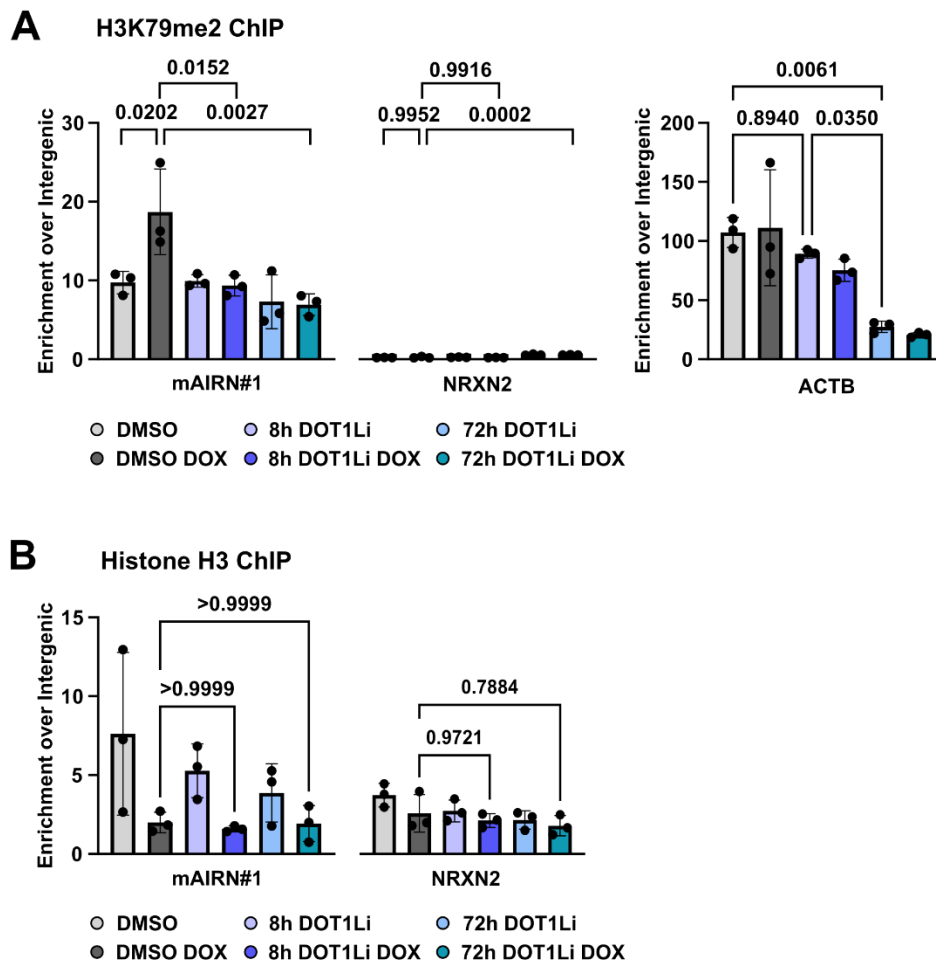 A
H3K79me2 ChIP
0.0152
0.0202
0.0027
Enrichment over Intergenic
30
20
10
0
mAIRN#1
0.9916
0.9952
0.0002
NRXN2
0.0061
0.8940
0.0350
Enrichment over Intergenic
200
150
100
50
0
ACTB
DMSO
8h DOT1Li
72h DOT1Li
DMSO DOX
8h DOT1Li DOX
72h DOT1Li DOX
B
Histone H3 ChIP
>0.9999
>0.9999
Enrichment over Intergenic
15
10
5
0
mAIRN#1
0.7884
0.9721
NRXN2
DMSO
8h DOT1Li
72h DOT1Li
DMSO DOX
8h DOT1Li DOX
72h DOT1Li DOX